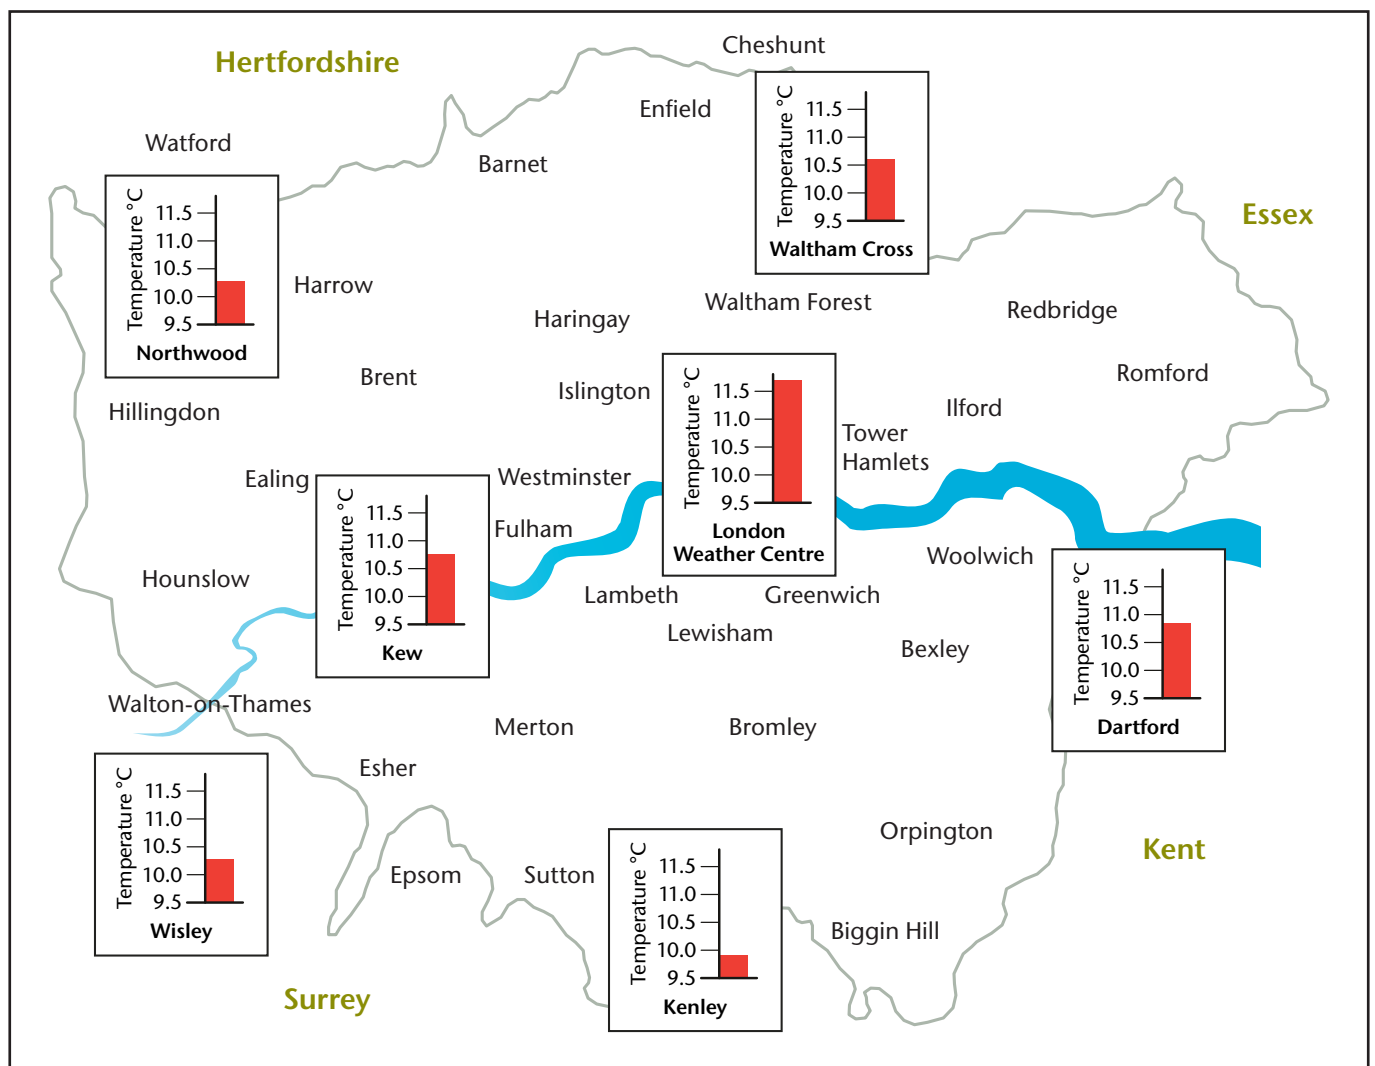 Cheshunt
Hertfordshire
Enfield
Watford
Barnet
Temperature °C
11.5
11.0
10.5
10.0
9.5
Waltham Cross
Temperature °C
11.5
11.0
10.5
10.0
9.5
Northwood
Essex
Harrow
Waltham Forest
Redbridge
Haringay
Brent
Islington
Romford
Hillingdon
Ilford
Temperature °C
11.5
11.0
10.5
10.0
9.5
London
Weather Centre
Tower
Hamlets
Ealing
Westminster
Fulham
Temperature °C
11.5
11.0
10.5
10.0
9.5
Kew
Hounslow
Woolwich
Lambeth
Greenwich
Lewisham
Bexley
Temperature °C
11.5
11.0
10.5
10.0
9.5
Dartford
Walton-on-Thames
Merton
Bromley
Esher
Temperature °C
11.5
11.0
10.5
10.0
9.5
Wisley
Orpington
Kent
Epsom
Sutton
Temperature °C
11.5
11.0
10.5
10.0
9.5
Kenley
Biggin Hill
Surrey